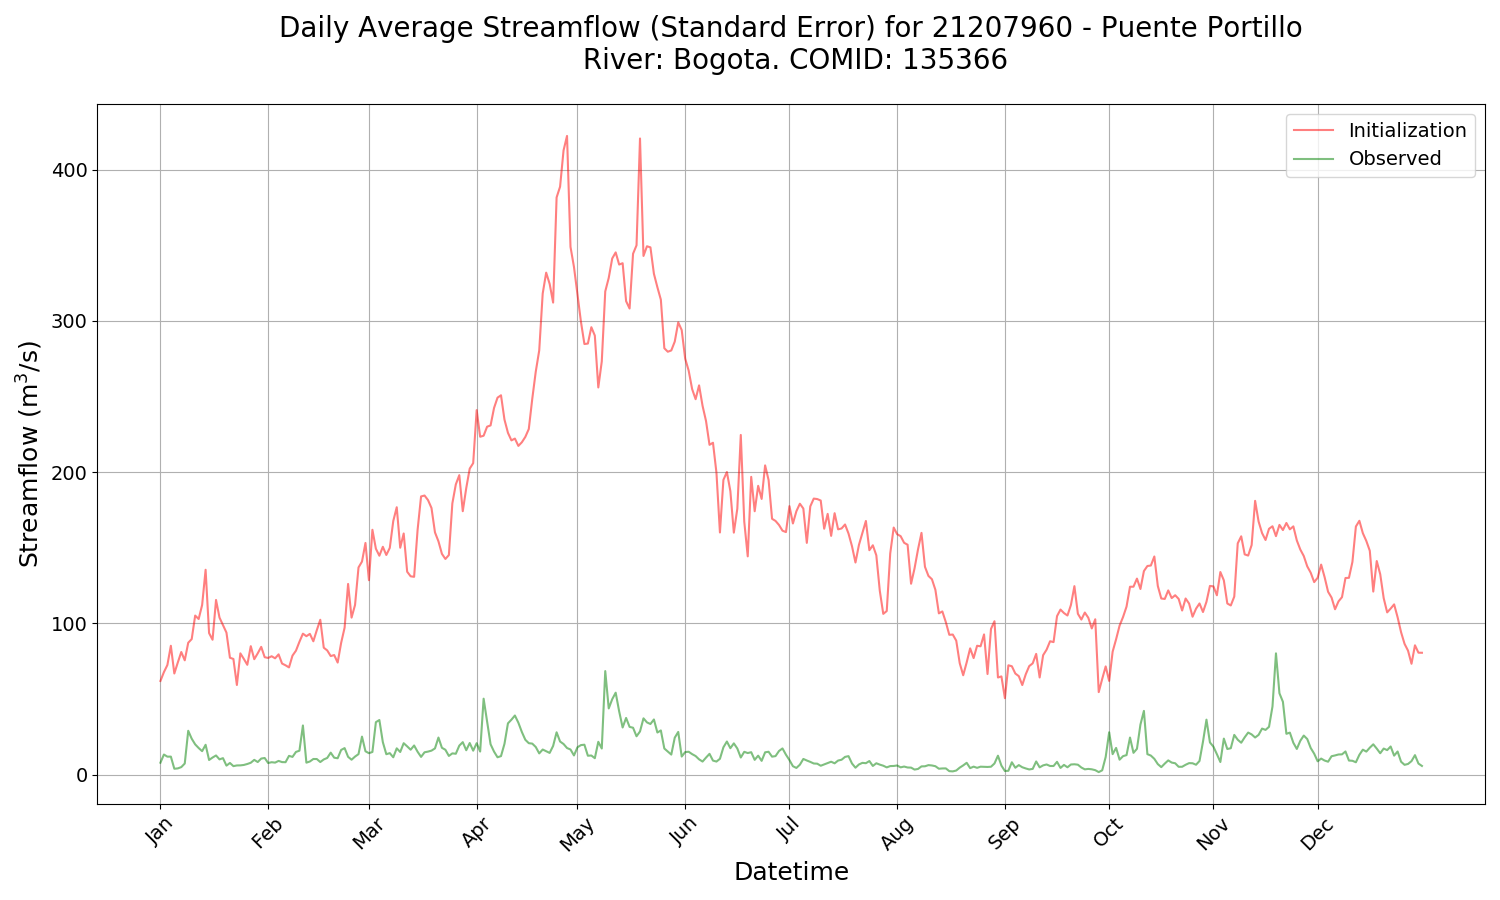 Daily Average Streamflow (Standard Error) for 21207960 - Puente Portillo
River: Bogota. COMID: 135366
Initialization
Observed
Streamflow (m³/s)
400
300
200
100
0
Jan
Feb
Mar
Apr
May
Jun
Jul
Aug
Sep
Oct
Nov
Dec
Datetime